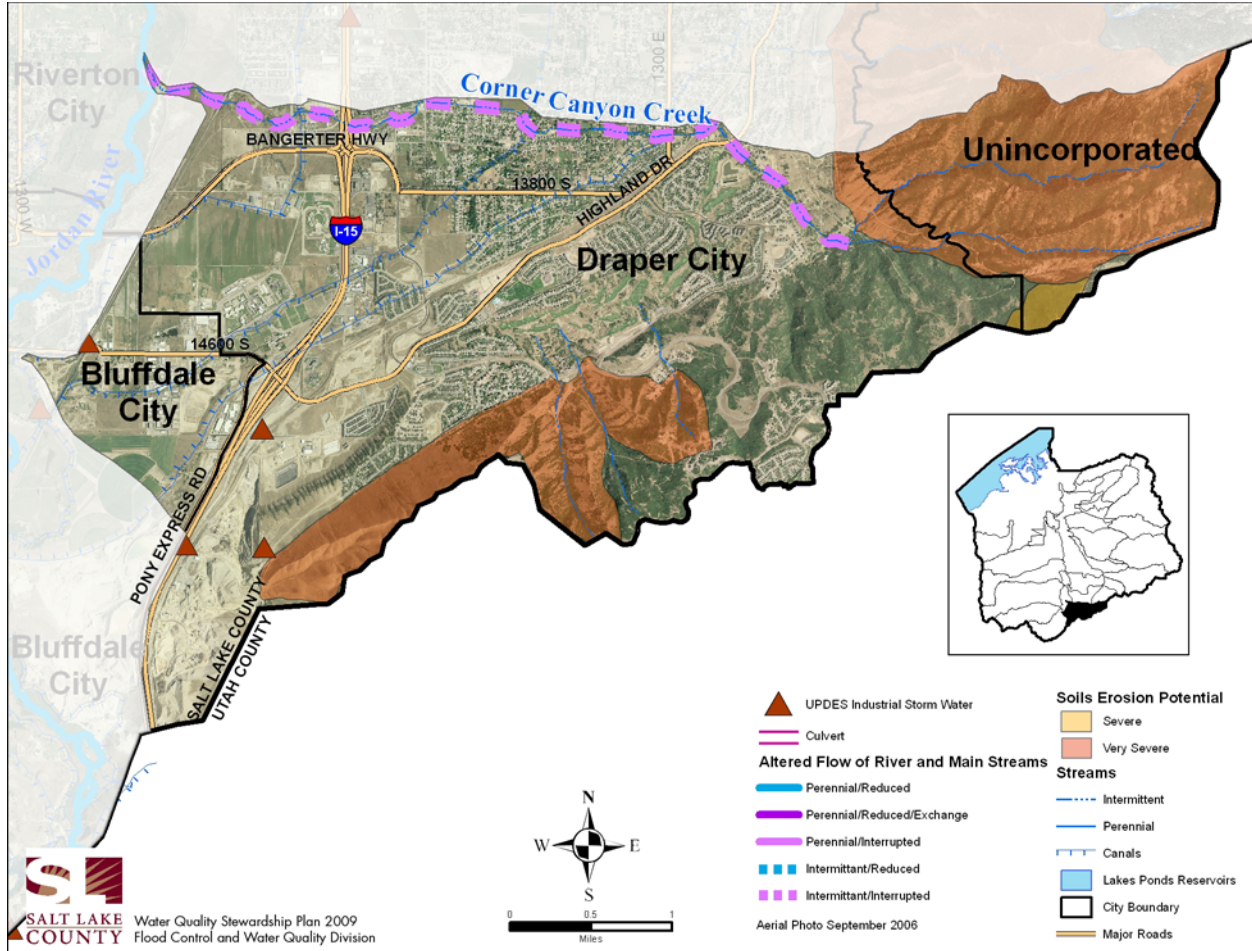 Riverton
City
1300 E
Corner Canyon Creek
BANGERTER HWY
Unincorporated
1300 W
13800 S
HIGHLAND DR
Jordan River
I-15
Draper City
14600 S
Bluffdale
City
PONY EXPRESS RD
Bluffdale
City
SALT LAKE COUNTY
UTAH COUNTY
UPDES Industrial Storm Water
Culvert
Altered Flow of River and Main Streams
Perennial/Reduced
Perennial/Reduced/Exchange
Perennial/Interrupted
Intermittant/Reduced
Intermittant/Interrupted
Aerial Photo September 2006
Soils Erosion Potential
Severe
Very Severe
Streams
Intermittent
Perennial
Canals
Lakes Ponds Reservoirs
City Boundary
Major Roads
N
W E
S
0 0.5 1
Miles
SL
SALT LAKE
COUNTY
Water Quality Stewardship Plan 2009
Flood Control and Water Quality Division